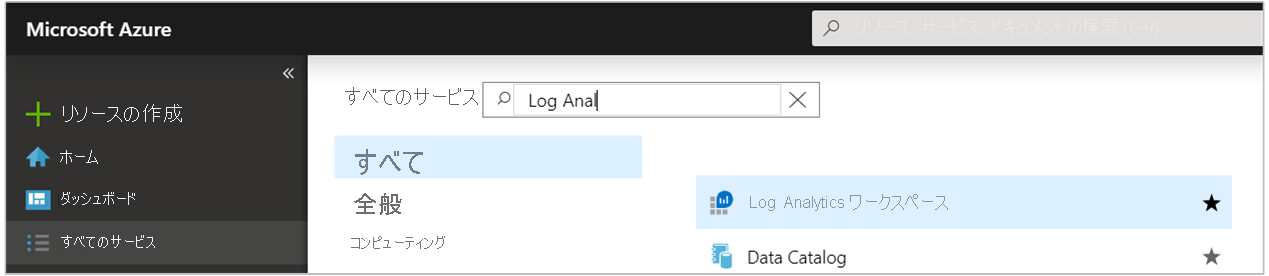 Microsoft Azure
リソース、サービス、ドキュメントの検索 (G+/)
リソースの作成
ホーム
ダッシュボード
すべてのサービス
すべてのサービス
Log Anal
すべて
全般
コンピューティング
Log Analytics ワークスペース
Data Catalog